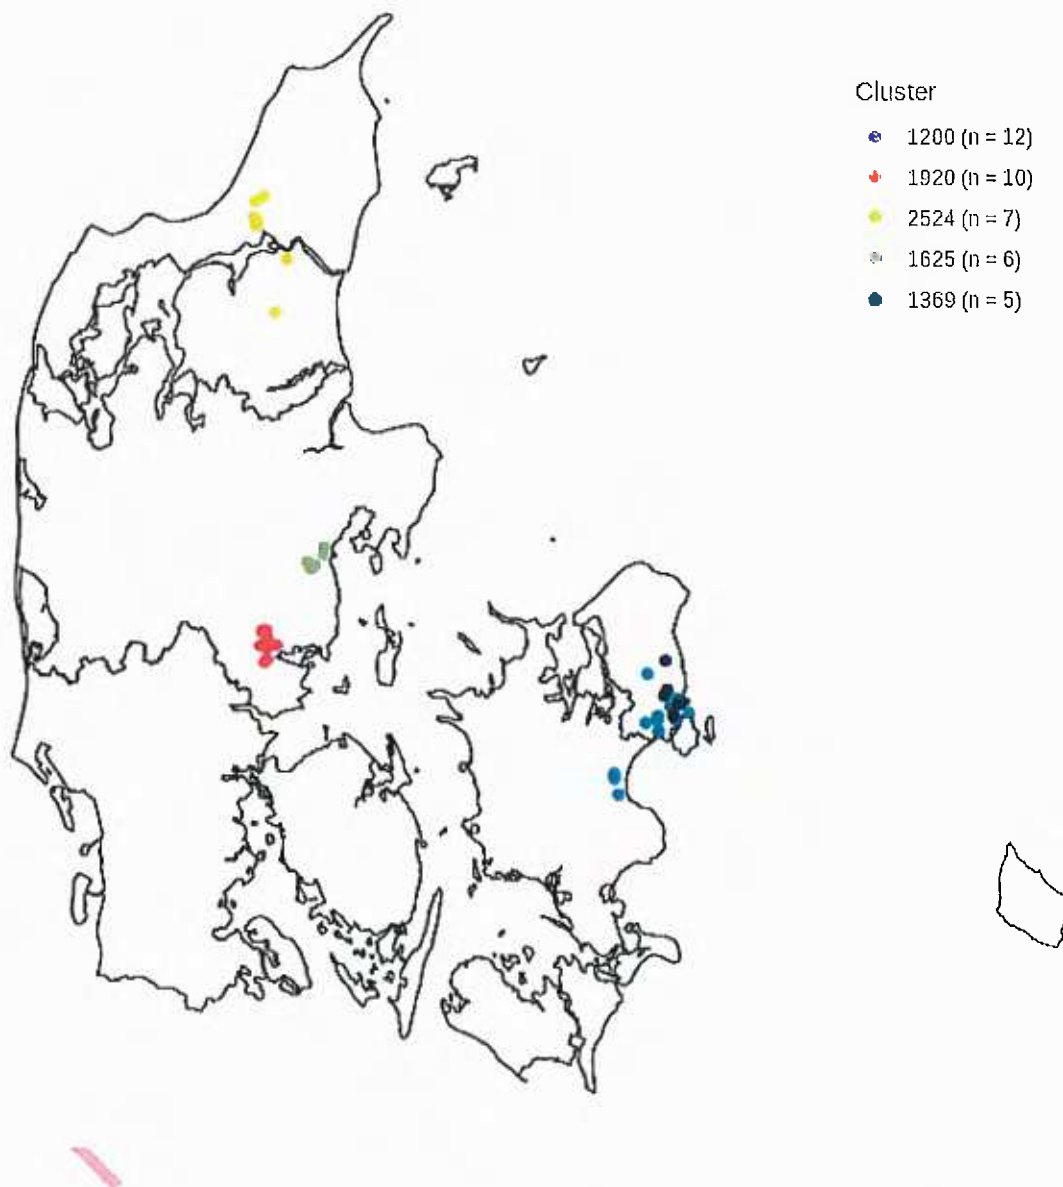 Cluster
1200 (n = 12)
1920 (n = 10)
2524 (n = 7)
1625 (n = 6)
1369 (n = 5)